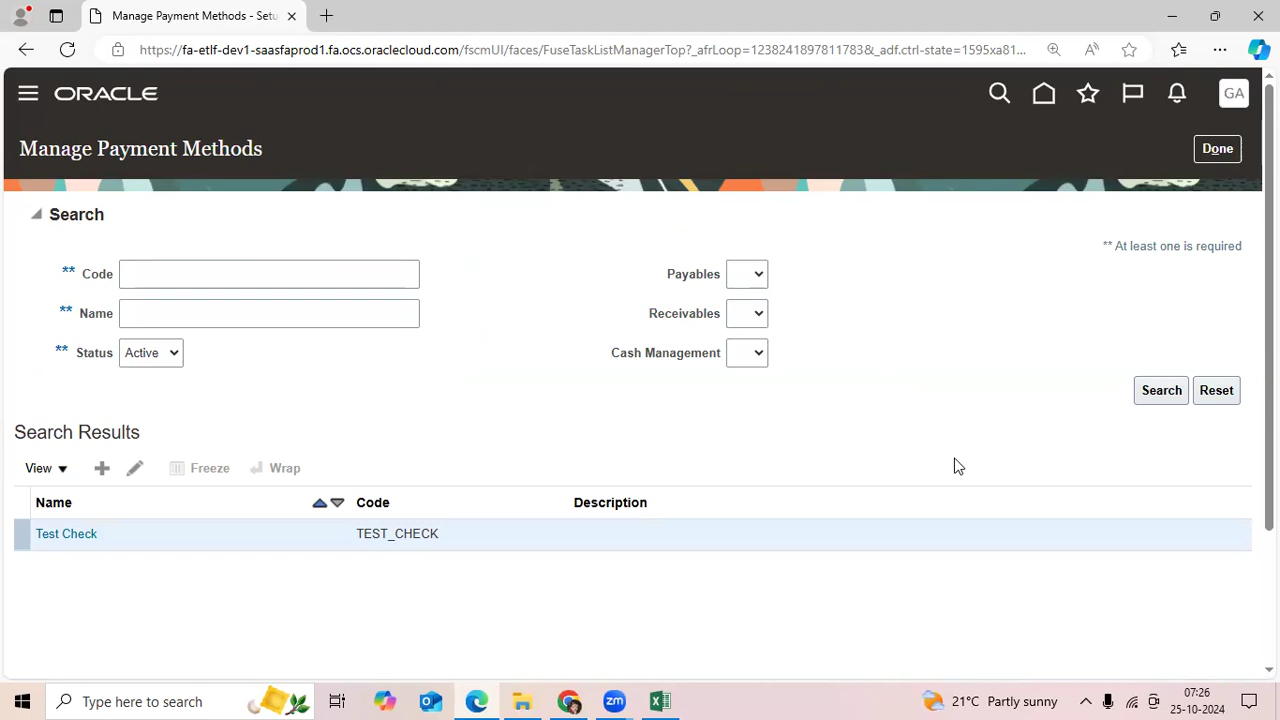 Manage Payment Methods - Setu
https://fa-etlf-dev1-saasfaprod1.fa.ocs.oraclecloud.com/fscmUI/faces/FuseTaskListManagerTop?_afrLoop=1238241897811783&_adf.ctrl-state=1595xa81...
ORACLE
GA
Manage Payment Methods
Done
Search
** At least one is required
** Code
Payables
** Name
Receivables
** Status Active
Cash Management
Search Reset
Search Results
View Freeze Wrap
Name Code Description
Test Check TEST_CHECK
Type here to search
zm
21°C Partly sunny
07:26
25-10-2024